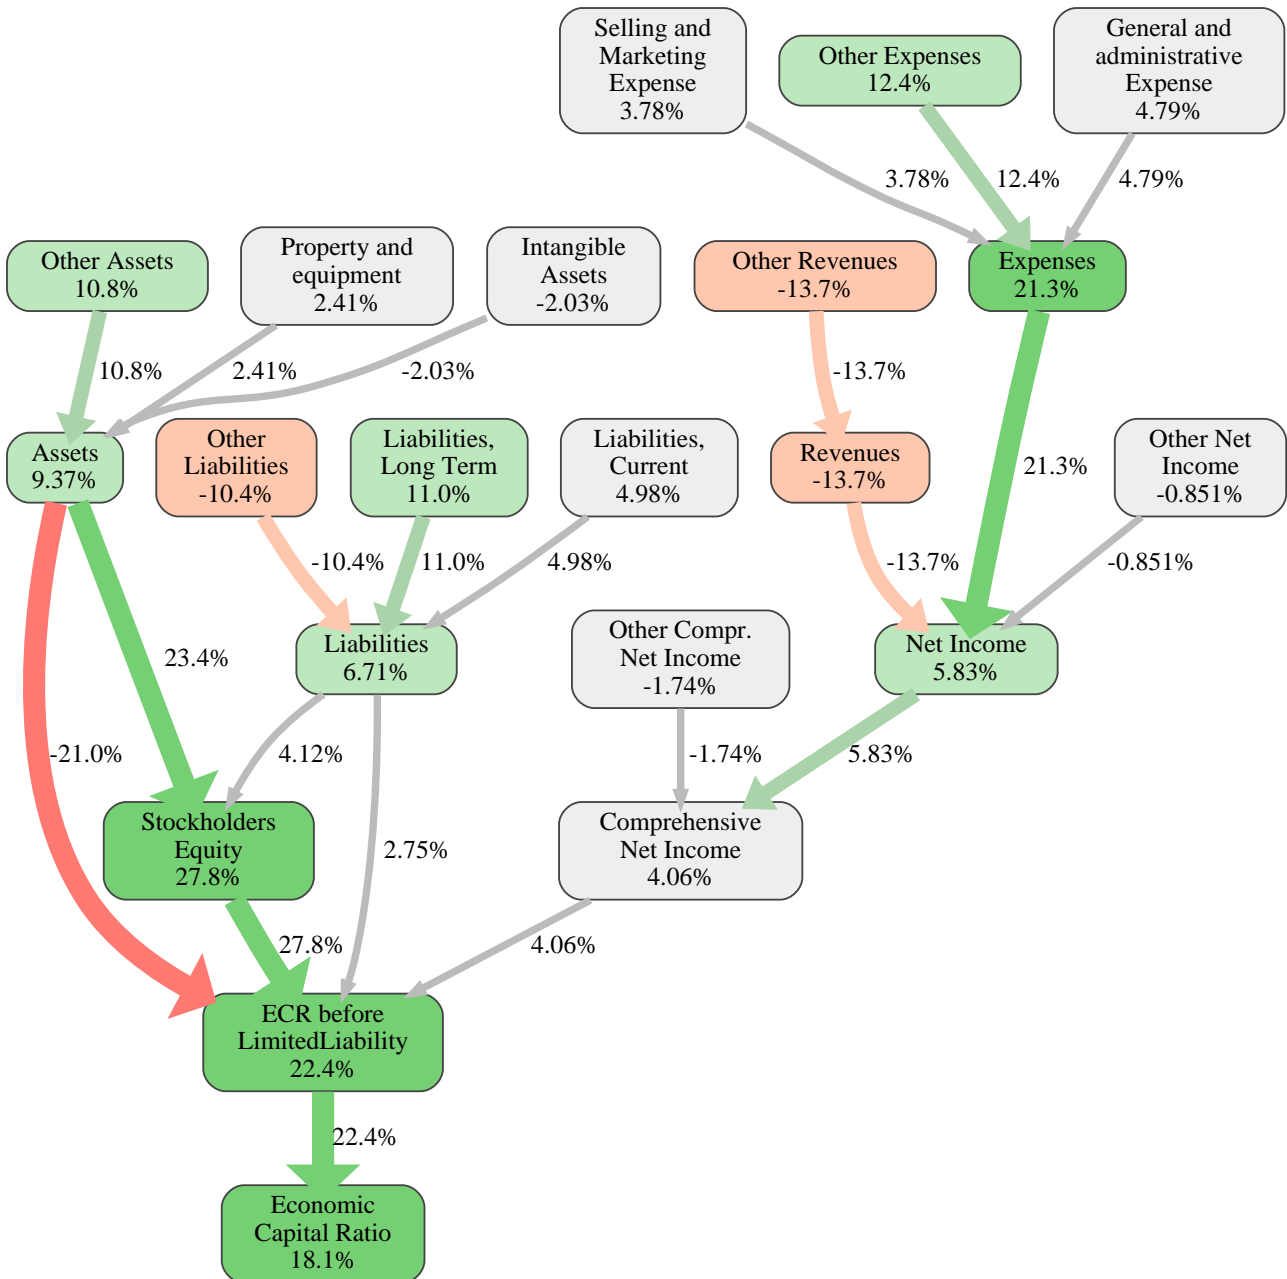 Selling and
Marketing
Expense
3.78%
Other Expenses
12.4%
General and
administrative
Expense
4.79%
3.78%
12.4%
4.79%
Other Assets
10.8%
Property and
equipment
2.41%
Intangible
Assets
-2.03%
Other Revenues
-13.7%
Expenses
21.3%
10.8%
2.41%
-2.03%
-13.7%
Assets
9.37%
Other
Liabilities
-10.4%
Liabilities,
Long Term
11.0%
Liabilities,
Current
4.98%
Revenues
-13.7%
21.3%
Other Net
Income
-0.851%
-10.4%
11.0%
4.98%
-13.7%
-0.851%
23.4%
Liabilities
6.71%
Other Compr.
Net Income
-1.74%
Net Income
5.83%
-21.0%
4.12%
-1.74%
5.83%
Stockholders
Equity
27.8%
2.75%
Comprehensive
Net Income
4.06%
27.8%
4.06%
ECR before
LimitedLiability
22.4%
22.4%
Economic
Capital Ratio
18.1%